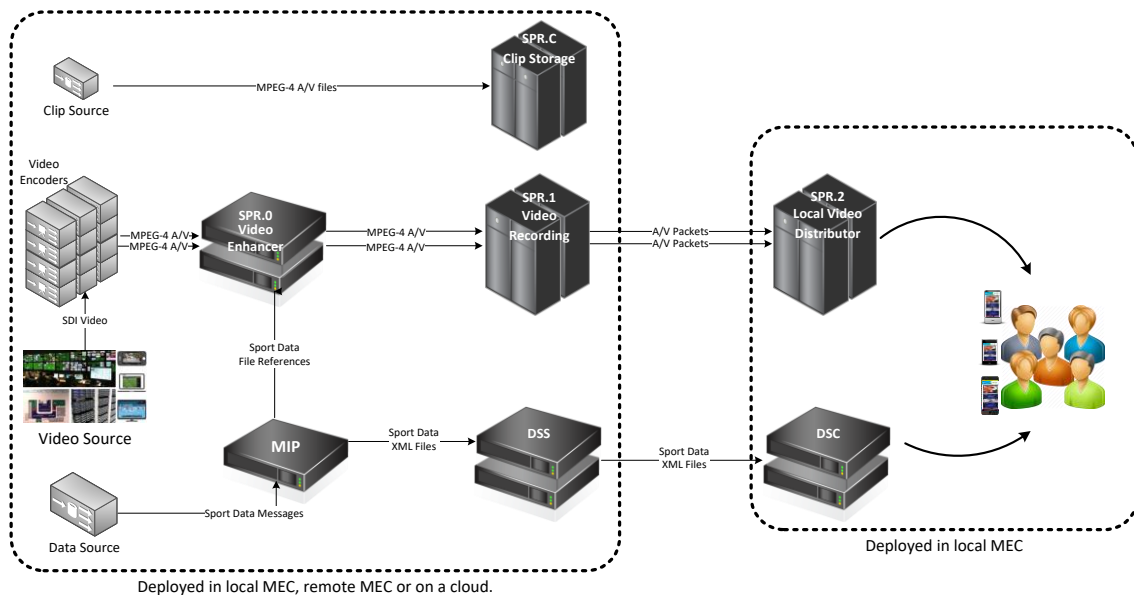 SPR.C
Clip Storage
MPEG-4 A/V files
Clip Source
Video
Encoders
MPEG-4 A/V
MPEG-4 A/V
SPR.0
Video
Enhancer
MPEG-4 A/V
MPEG-4 A/V
SPR.1
Video
Recording
A/V Packets
A/V Packets
SPR.2
Local Video
Distributor
SDI Video
Video Source
Sport Data
File References
MIP
Sport Data
XML Files
DSS
Sport Data
XML Files
DSC
Sport Data Messages
Data Source
Deployed in local MEC
Deployed in local MEC, remote MEC or on a cloud.